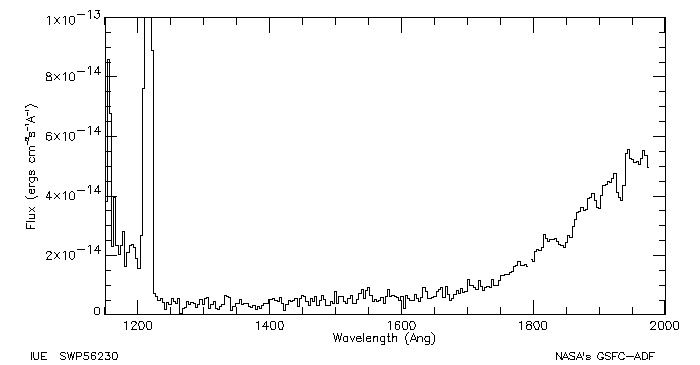 1×10⁻¹³
8×10⁻¹⁴
6×10⁻¹⁴
4×10⁻¹⁴
2×10⁻¹⁴
0
Flux (ergs cm⁻²s⁻¹A⁻¹)
1200 1400 1600 1800 2000
Wavelength (Ang)
IUE SWP56230
NASA's GSFC–ADF